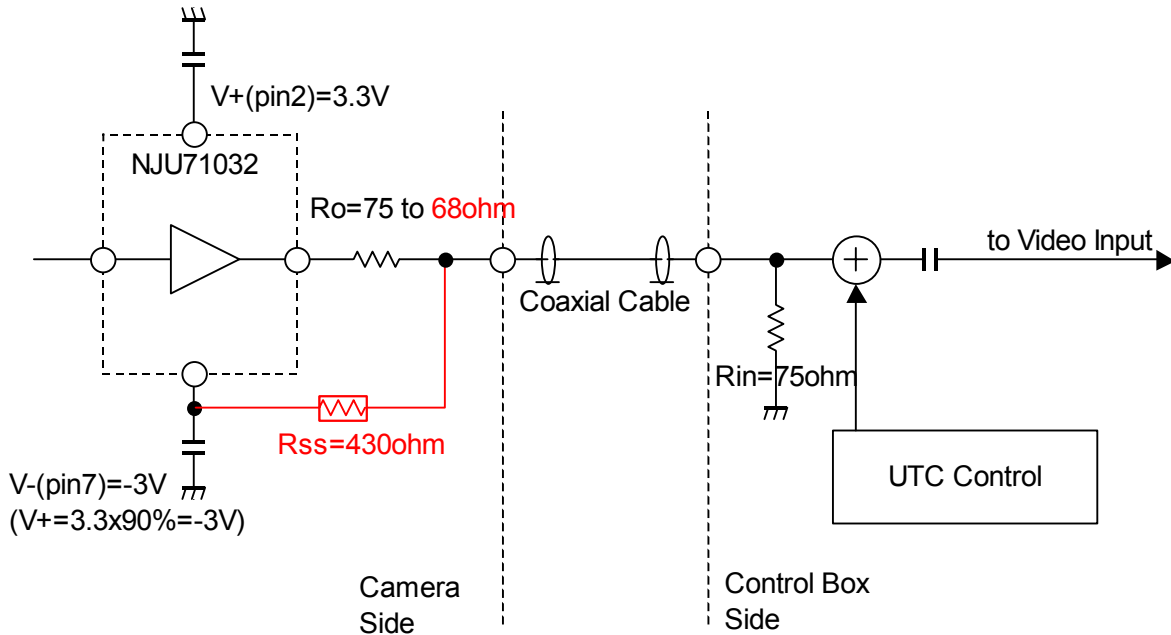 V+(pin2)=3.3V
NJU71032
Ro=75 to 68ohm
to Video Input
Coaxial Cable
Rin=75ohm
Rss=430ohm
UTC Control
V-(pin7)=-3V
(V+=3.3x90%=-3V)
Camera
Side
Control Box
Side